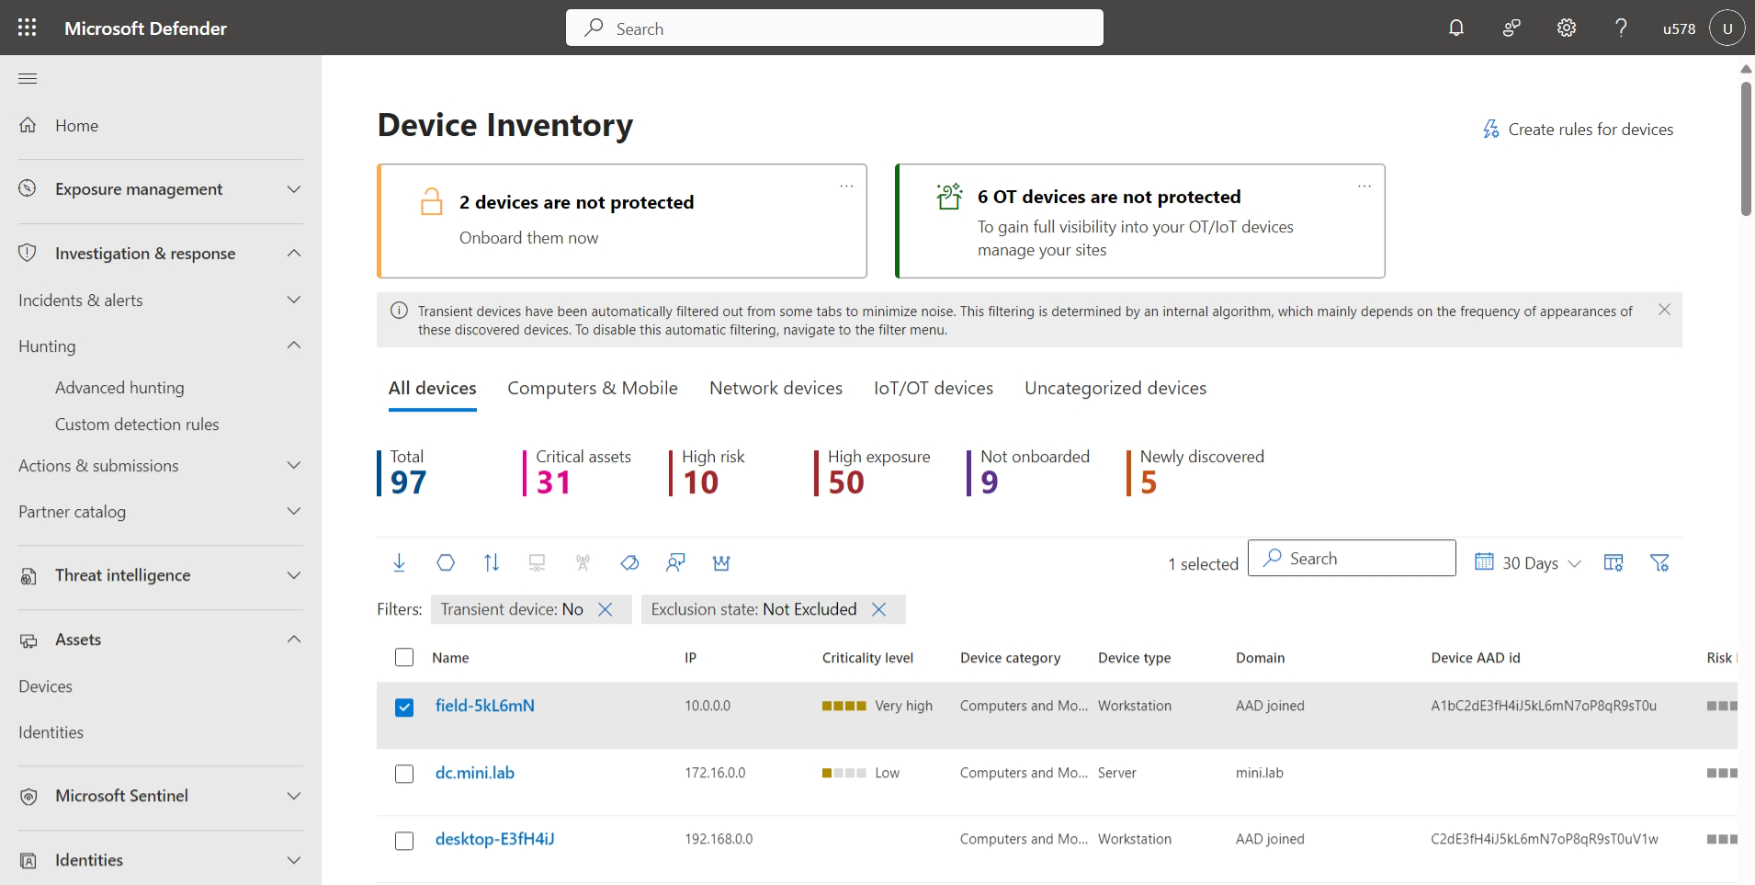 Microsoft Defender
Search
u578
U
Home
Exposure management
Investigation & response
Incidents & alerts
Hunting
Advanced hunting
Custom detection rules
Actions & submissions
Partner catalog
Threat intelligence
Assets
Devices
Identities
Microsoft Sentinel
Identities
Device Inventory
Create rules for devices
2 devices are not protected
Onboard them now
6 OT devices are not protected
To gain full visibility into your OT/IoT devices
manage your sites
Transient devices have been automatically filtered out from some tabs to minimize noise. This filtering is determined by an internal algorithm, which mainly depends on the frequency of appearances of
these discovered devices. To disable this automatic filtering, navigate to the filter menu.
All devices Computers & Mobile Network devices IoT/OT devices Uncategorized devices
Total Critical assets High risk High exposure Not onboarded Newly discovered
97 31 10 50 9 5
1 selected Search 30 Days
Filters: Transient device: No Exclusion state: Not Excluded
Name IP Criticality level Device category Device type Domain Device AAD id Risk
field-5kL6mN 10.0.0.0 Very high Computers and Mo... Workstation AAD joined A1bC2dE3fH4iJ5kL6mN7oP8qR9sT0u
dc.mini.lab 172.16.0.0 Low Computers and Mo... Server mini.lab
desktop-E3fH4iJ 192.168.0.0 Computers and Mo... Workstation AAD joined C2dE3fH4iJ5kL6mN7oP8qR9sT0uV1w